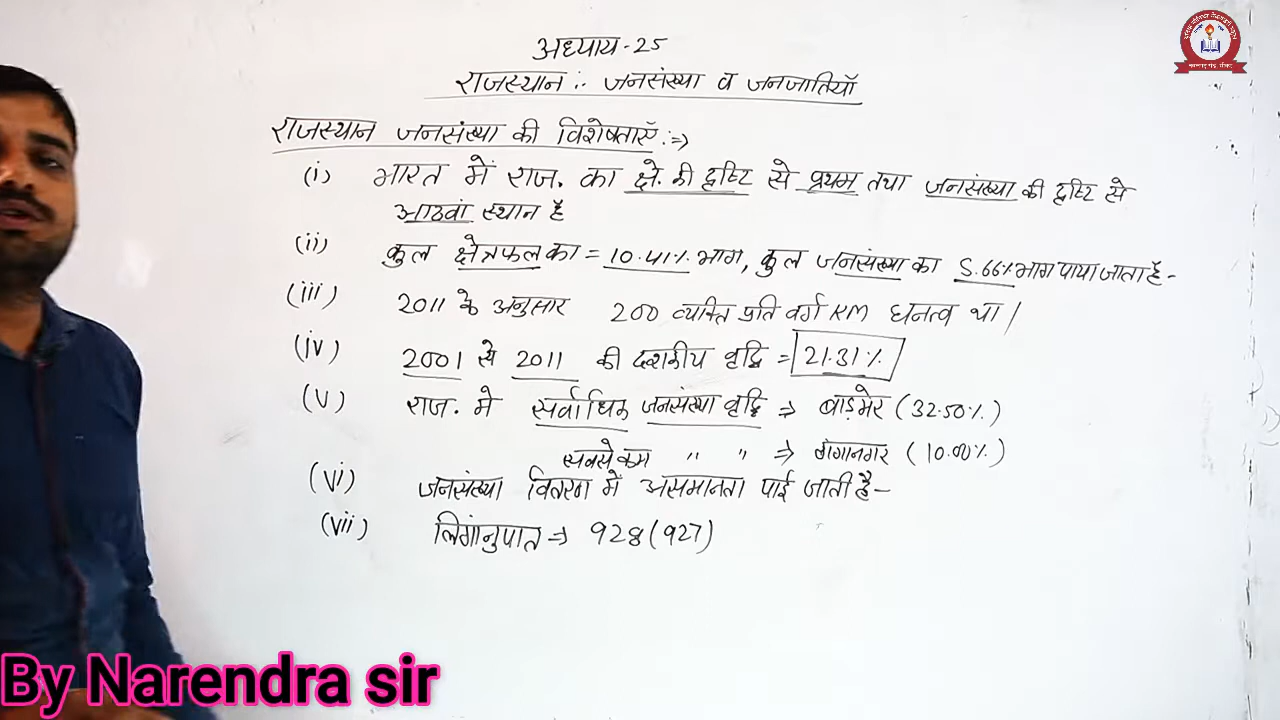 अध्याय-25
राजस्थान :. जनसंख्या व जनजातियाँ
राजस्थान जनसंख्या की विशेषताएँ :⇒
(i) भारत में राज. का क्षे. की दृष्टि से प्रथम तथा जनसंख्या की दृष्टि से
आठवां स्थान है
(ii) कुल क्षेत्रफल का = 10.41% भाग, कुल जनसंख्या का 5.66% भाग पाया जाता है-
(iii) 2011 के अनुसार 200 व्यक्ति प्रति वर्ग KM घनत्व था।
(iv) 2001 से 2011 की दशकीय वृद्धि = 21.31%
(v) राज. मे सर्वाधिक जनसंख्या वृद्धि ⇒ बाड़मेर (32.50%)
सबसे कम " " ⇒ गंगानगर (10.00%)
(vi) जनसंख्या वितरण में असमानता पाई जाती है-
(vii) लिंगानुपात ⇒ 928 (927)
By Narendra sir